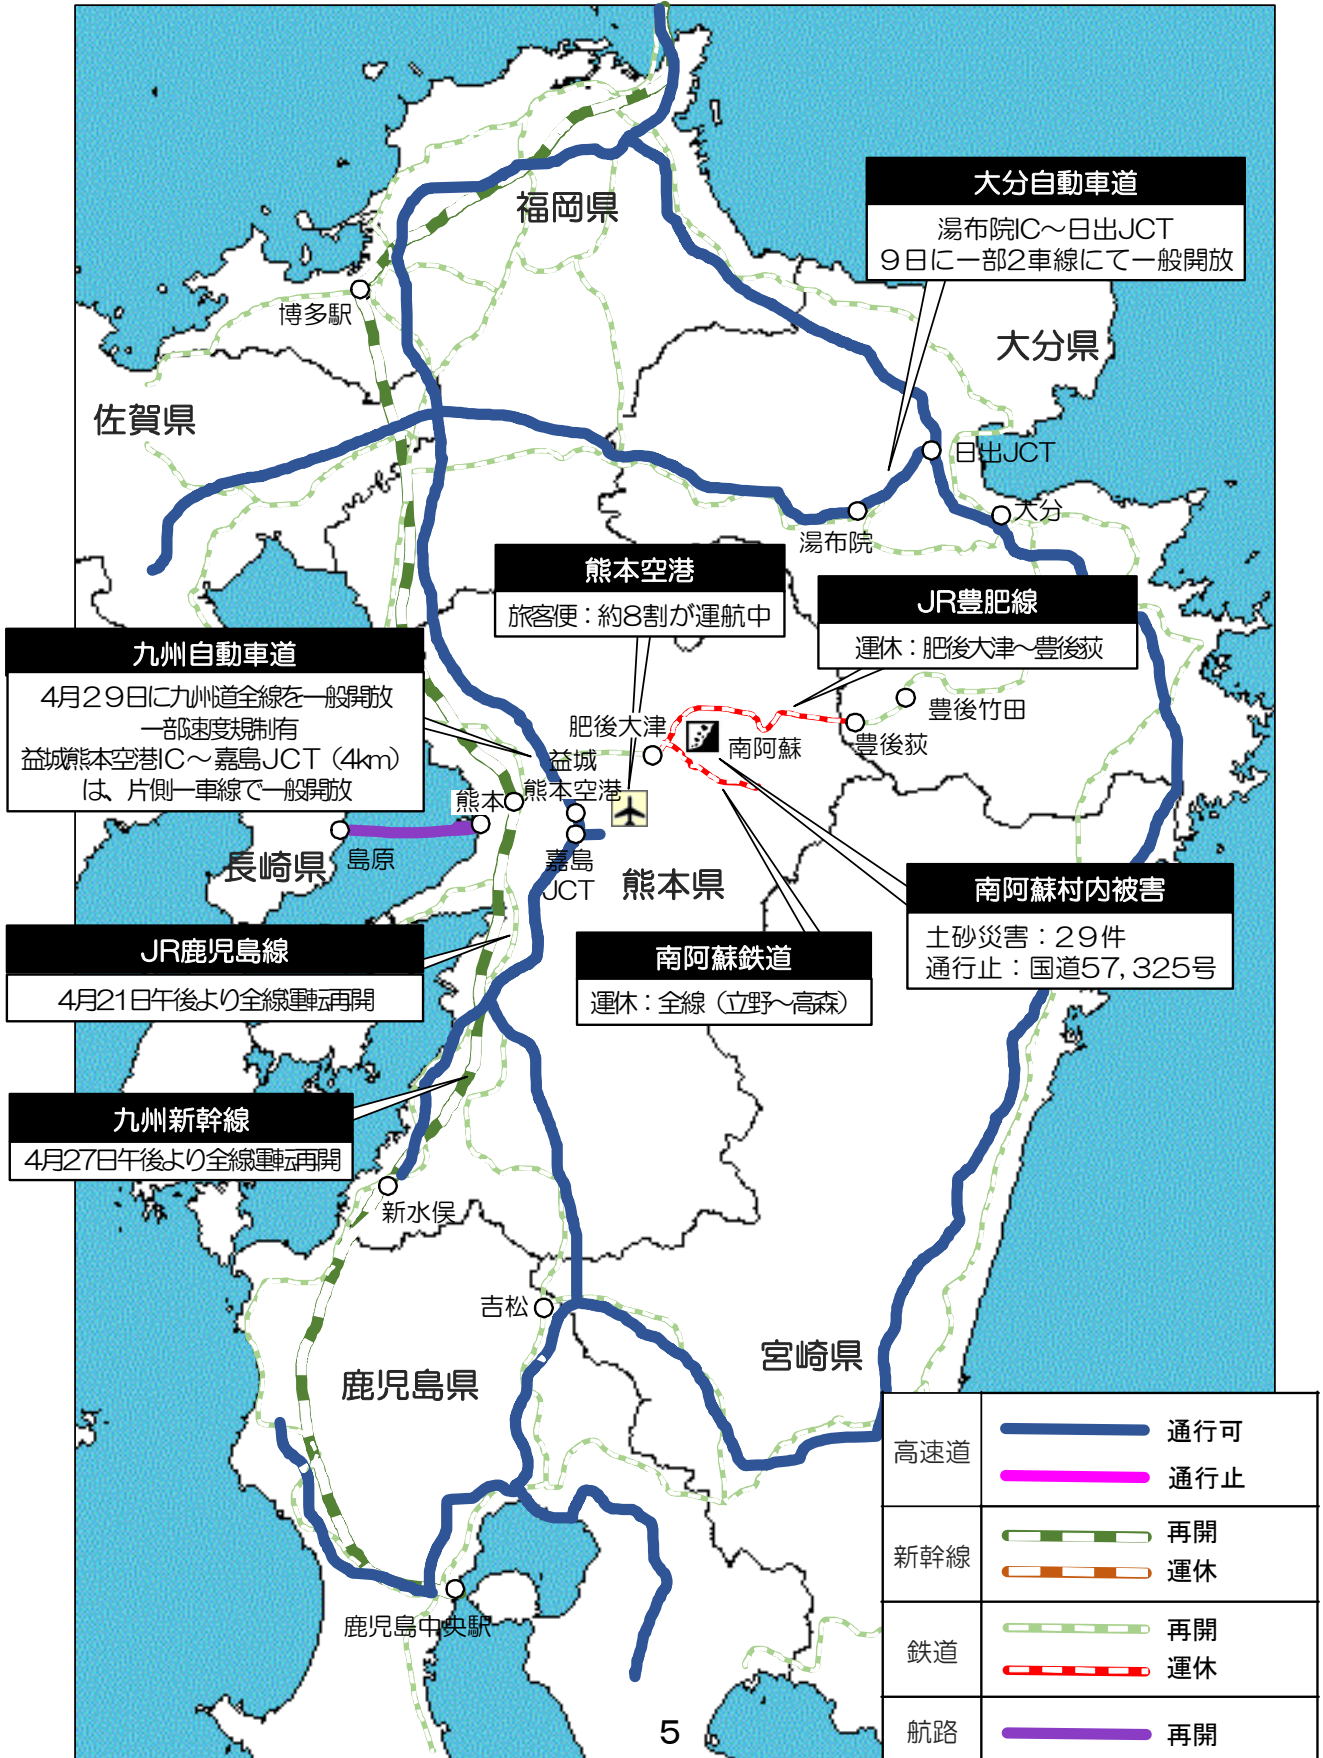 福岡県
大分自動車道
湯布院IC～日出JCT
９日に一部2車線にて一般開放
博多駅
大分県
佐賀県
日出JCT
大分
湯布院
熊本空港
旅客便：約8割が運航中
JR豊肥線
運休：肥後大津～豊後荻
九州自動車道
４月２９日に九州道全線を一般開放
一部速度規制有
益城熊本空港IC～嘉島JCT（4km）
は、片側一車線で一般開放
肥後大津
南阿蘇
豊後竹田
豊後荻
益城
熊本空港
熊本
島原
長崎県
嘉島
JCT
熊本県
南阿蘇村内被害
土砂災害：２９件
通行止：国道57，325号
JR鹿児島線
4月21日午後より全線運転再開
南阿蘇鉄道
運休：全線（立野～高森）
九州新幹線
4月27日午後より全線運転再開
新水俣
吉松
宮崎県
鹿児島県
鹿児島中央駅
高速道
通行可
通行止
新幹線
再開
運休
鉄道
再開
運休
航路
再開
5